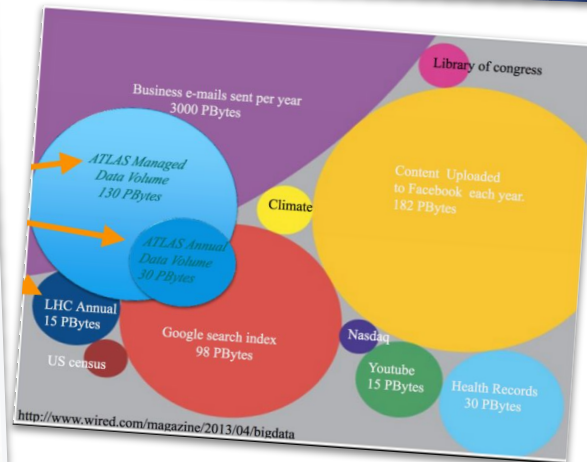 Library of congress
Business e-mails sent per year
3000 PBytes
ATLAS Managed
Data Volume
130 PBytes
Content Uploaded
to Facebook each year.
182 PBytes
Climate
ATLAS Annual
Data Volume
30 PBytes
LHC Annual
15 PBytes
Google search index
98 PBytes
Nasdaq
US census
Youtube
15 PBytes
Health Records
30 PBytes
http://www.wired.com/magazine/2013/04/bigdata